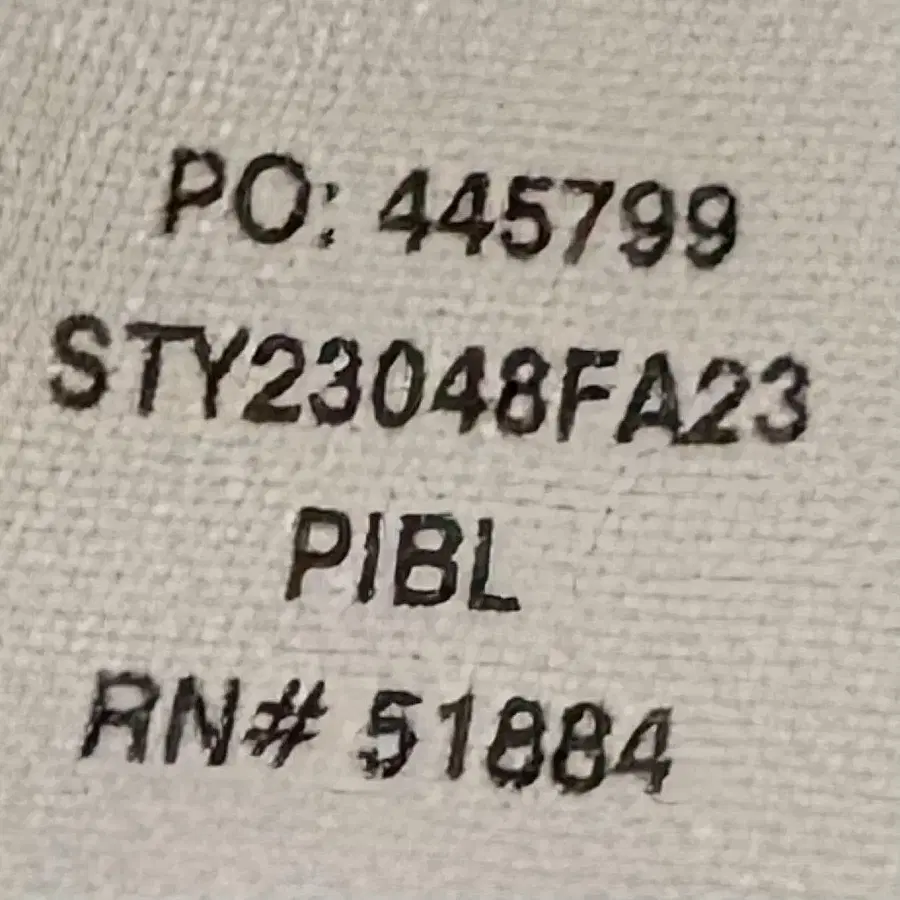 PO: 445799
STY23048FA23
PIBL
RN# 51884